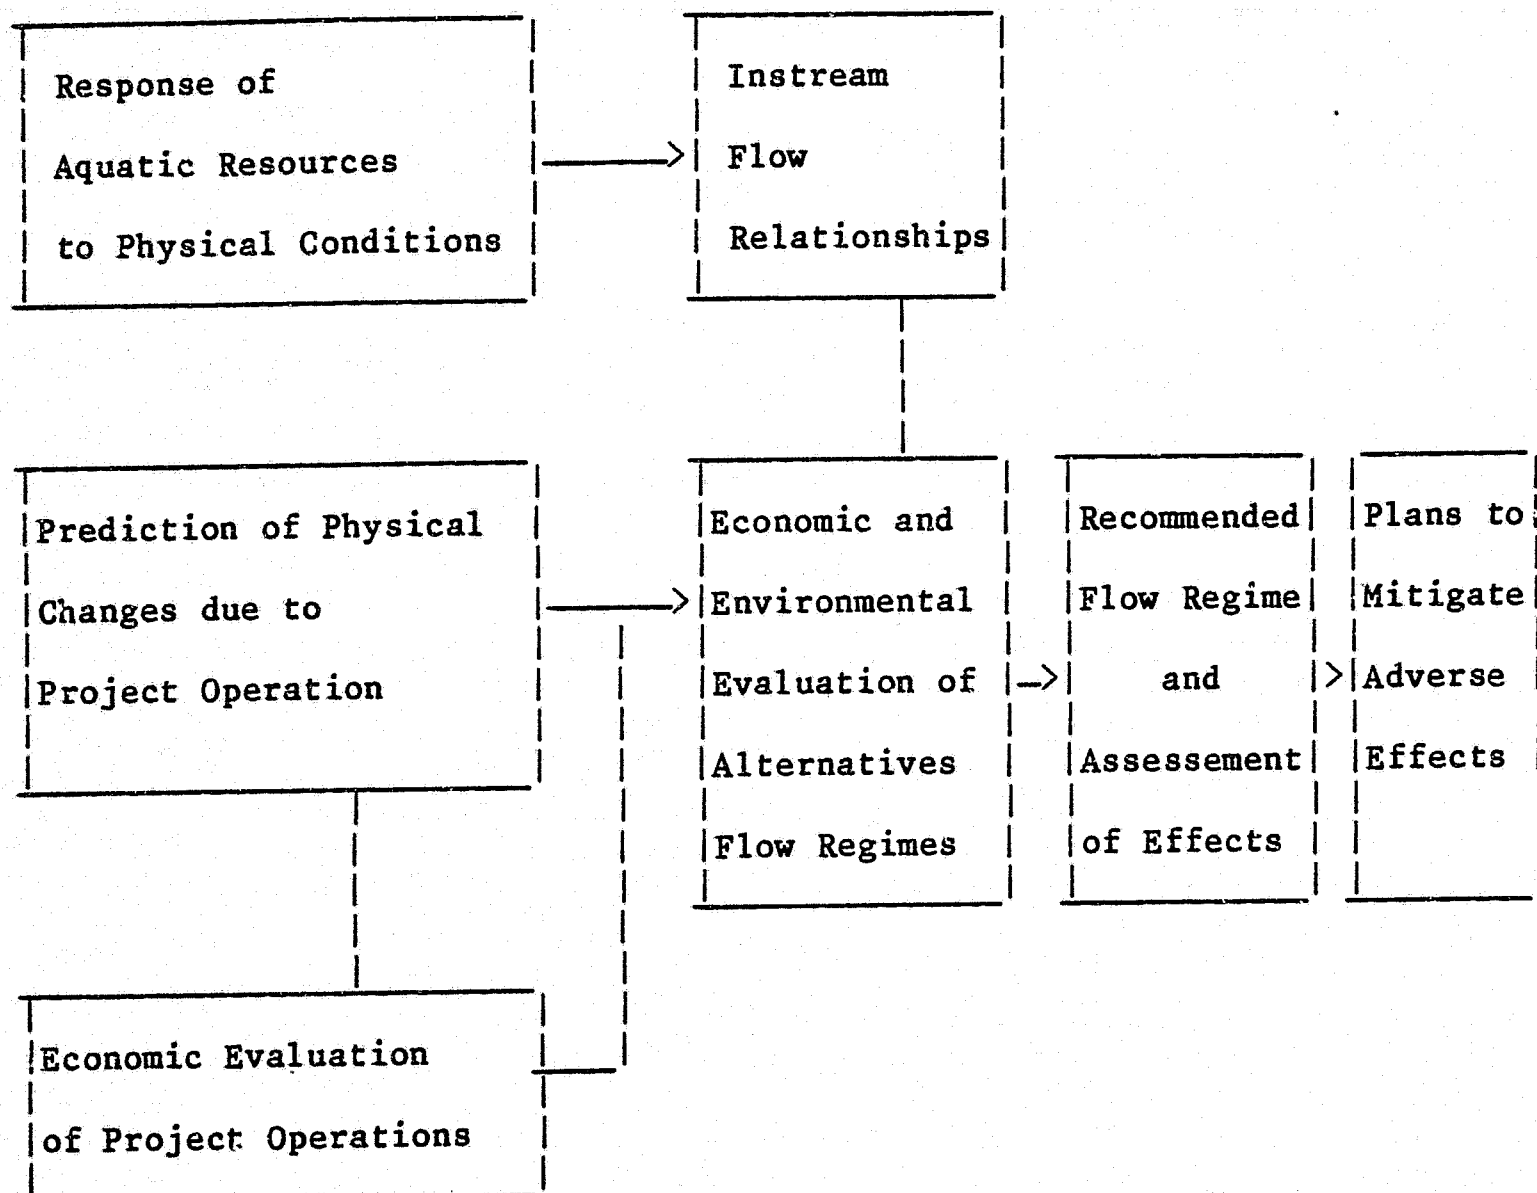 Response of
Aquatic Resources
to Physical Conditions
Instream
Flow
Relationships
Prediction of Physical
Changes due to
Project Operation
Economic and
Environmental
Evaluation of
Alternatives
Flow Regimes
Recommended
Flow Regime
and
Assessement
of Effects
Plans to
Mitigate
Adverse
Effects
Economic Evaluation
of Project Operations